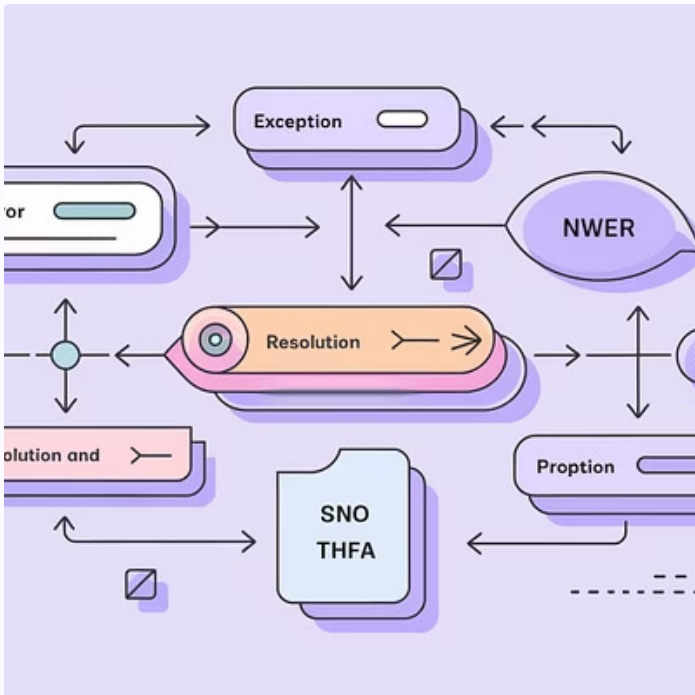 Exception
or
NWER
Resolution
olution and
Proption
SNO
THFA